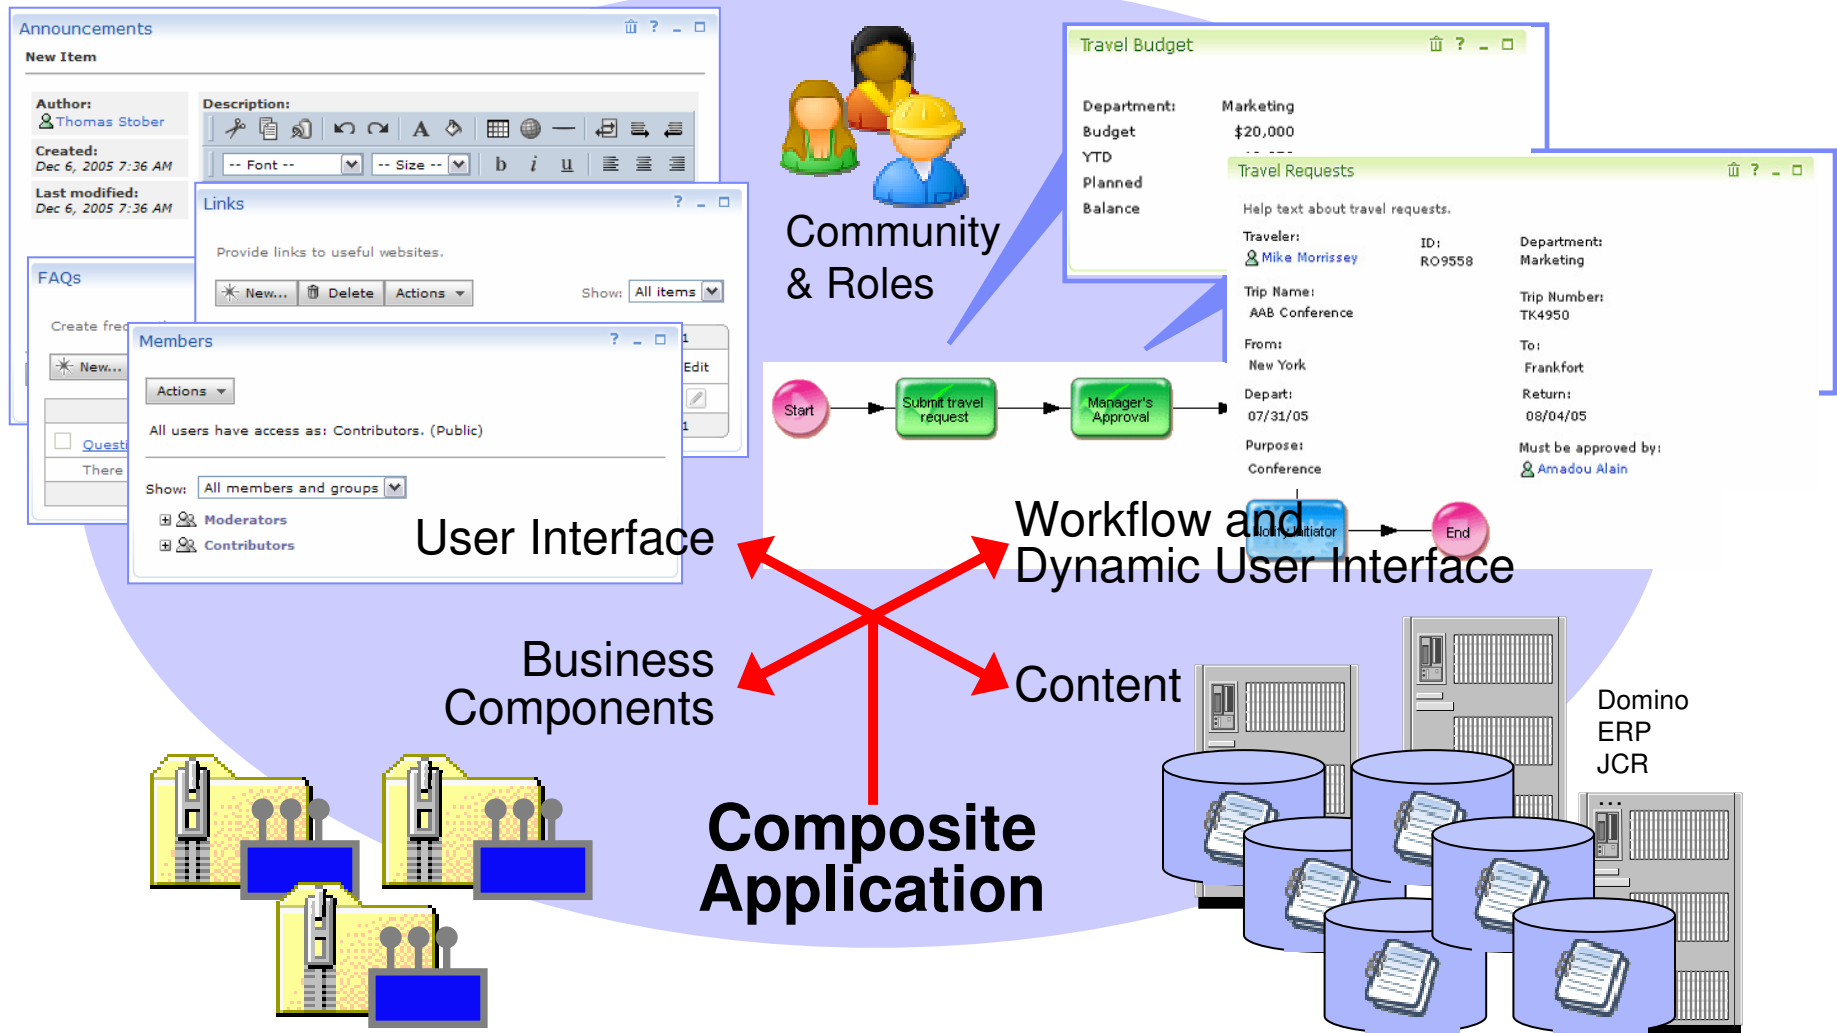 Announcements
? 
New Item
Author:
Thomas Stober
Created:
Dec 6, 2005 7:36 AM
Last modified:
Dec 6, 2005 7:36 AM
Description:
A
-- Font --
-- Size --
b i u
Links
?
Provide links to useful websites.
New...
Delete
Actions
Show: All items
1
Edit
1
FAQs
New...
There
Members
?
Actions
All users have access as: Contributors. (Public)
Show: All members and groups
Moderators
Contributors
Community
& Roles
Travel Budget
?
Department: Marketing
Budget $20,000
YTD
Planned
Balance
Travel Requests
?
Help text about travel requests.
Traveler:
Mike Morrissey
ID:
RO9558
Department:
Marketing
Trip Name:
AAB Conference
Trip Number:
TK4950
From:
New York
To:
Frankfort
Depart:
07/31/05
Return:
08/04/05
Purpose:
Conference
Must be approved by:
Amadou Alain
Start
Submit travel
request
Manager's
Approval
Notify Initiator
End
User Interface
Workflow and
Dynamic User Interface
Business
Components
Content
Domino
ERP
JCR
Composite
Application